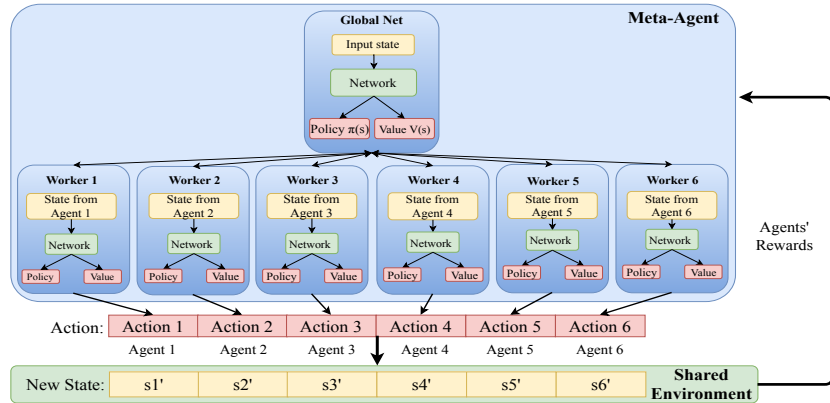 Global Net
Meta-Agent
Input state
Network
Policy π(s)
Value V(s)
Worker 1
Worker 2
Worker 3
Worker 4
Worker 5
Worker 6
State from
Agent 1
State from
Agent 2
State from
Agent 3
State from
Agent 4
State from
Agent 5
State from
Agent 6
Network
Network
Network
Network
Network
Network
Policy
Value
Policy
Value
Policy
Value
Policy
Value
Policy
Value
Policy
Value
Agents'
Rewards
Action:
Action 1
Action 2
Action 3
Action 4
Action 5
Action 6
Agent 1
Agent 2
Agent 3
Agent 4
Agent 5
Agent 6
New State:
s1'
s2'
s3'
s4'
s5'
s6'
Shared
Environment